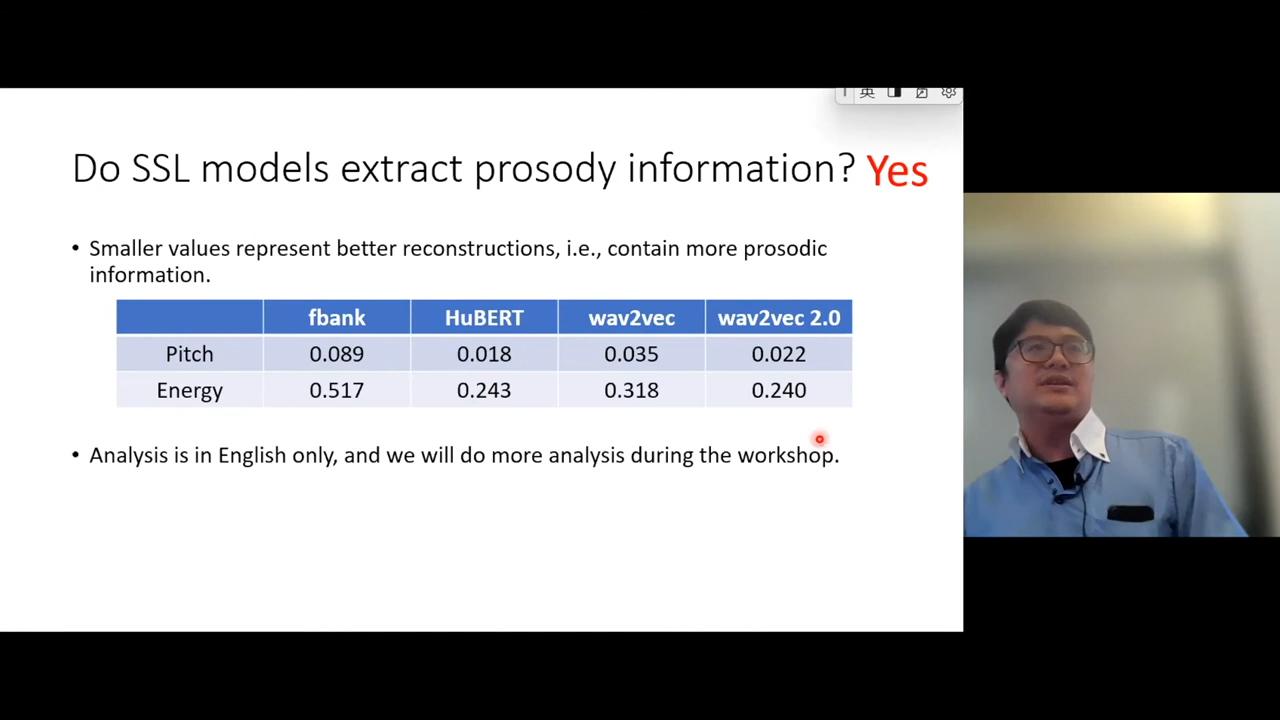 英
Do SSL models extract prosody information? Yes
• Smaller values represent better reconstructions, i.e., contain more prosodic
information.
fbank HuBERT wav2vec wav2vec 2.0
Pitch 0.089 0.018 0.035 0.022
Energy 0.517 0.243 0.318 0.240
• Analysis is in English only, and we will do more analysis during the workshop.